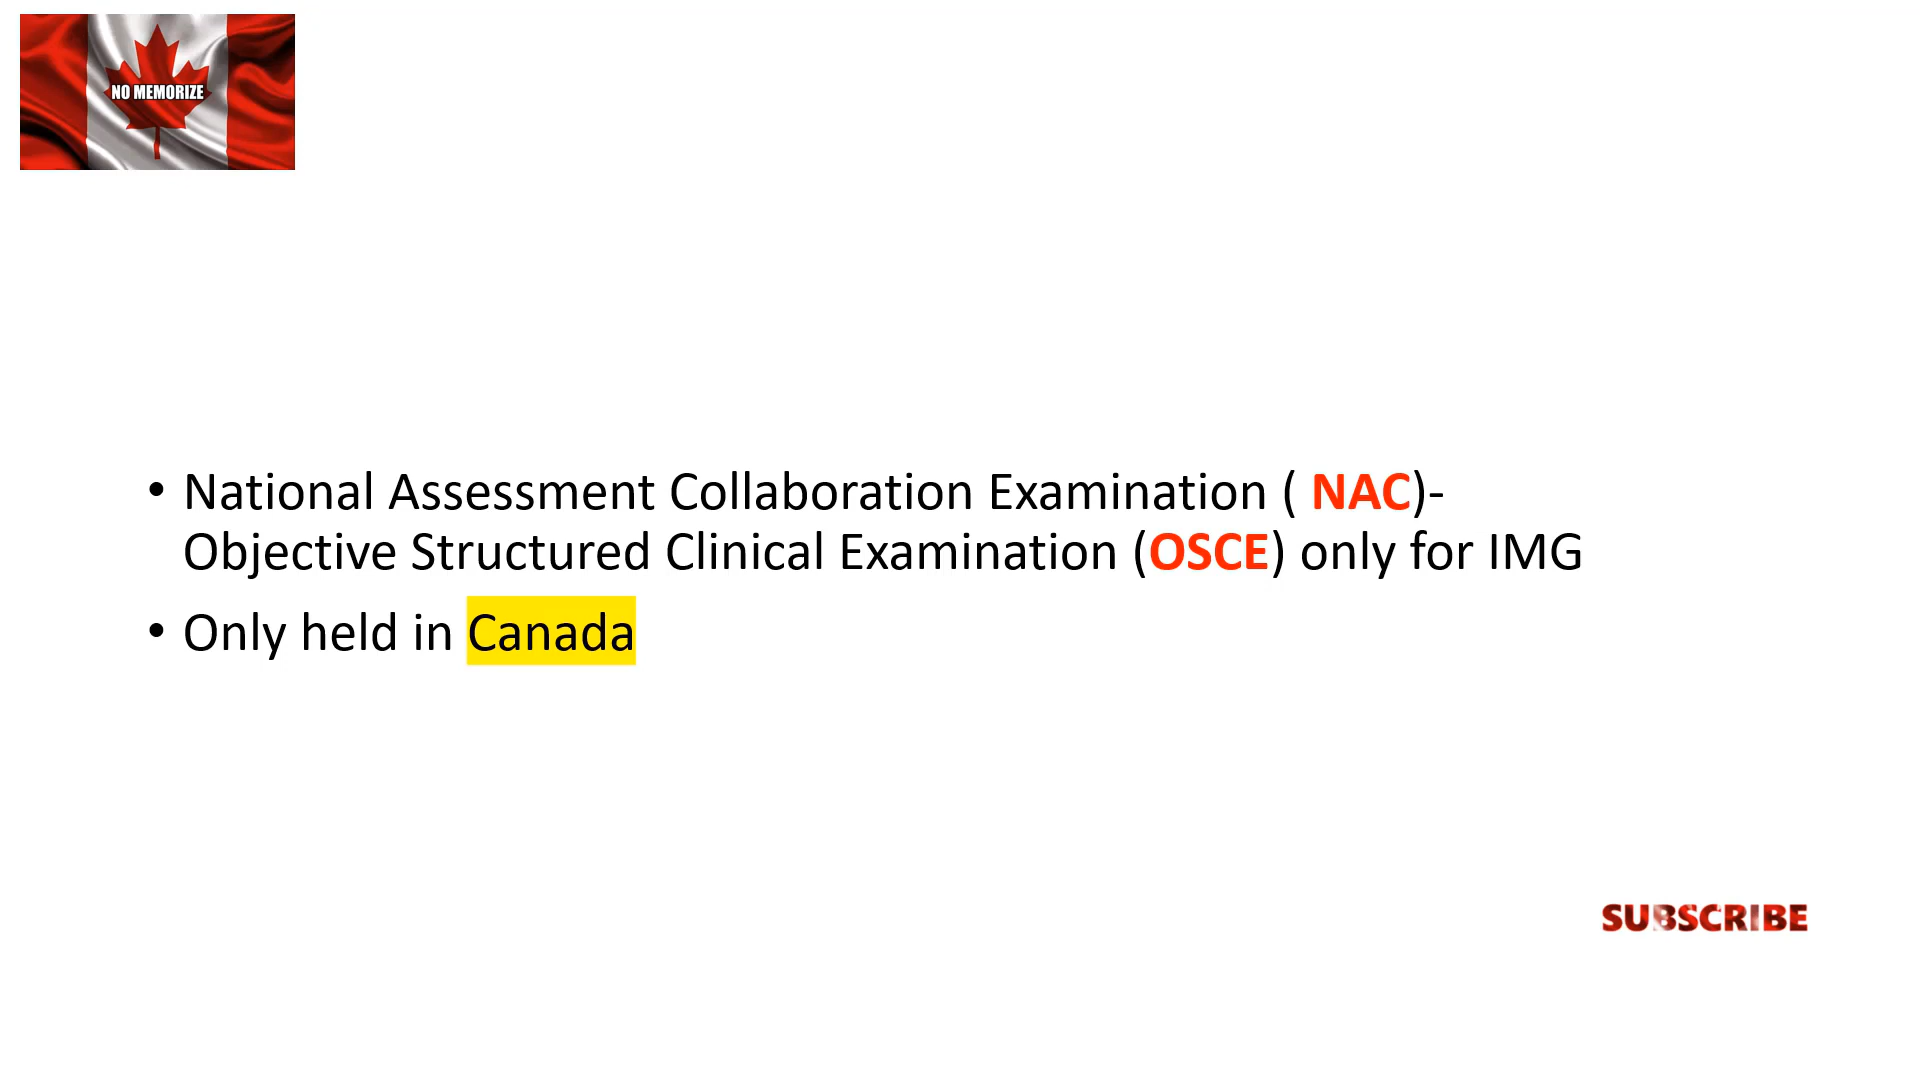 NO MEMORIZE
• National Assessment Collaboration Examination ( NAC)-
Objective Structured Clinical Examination (OSCE) only for IMG
• Only held in Canada
SUBSCRIBE